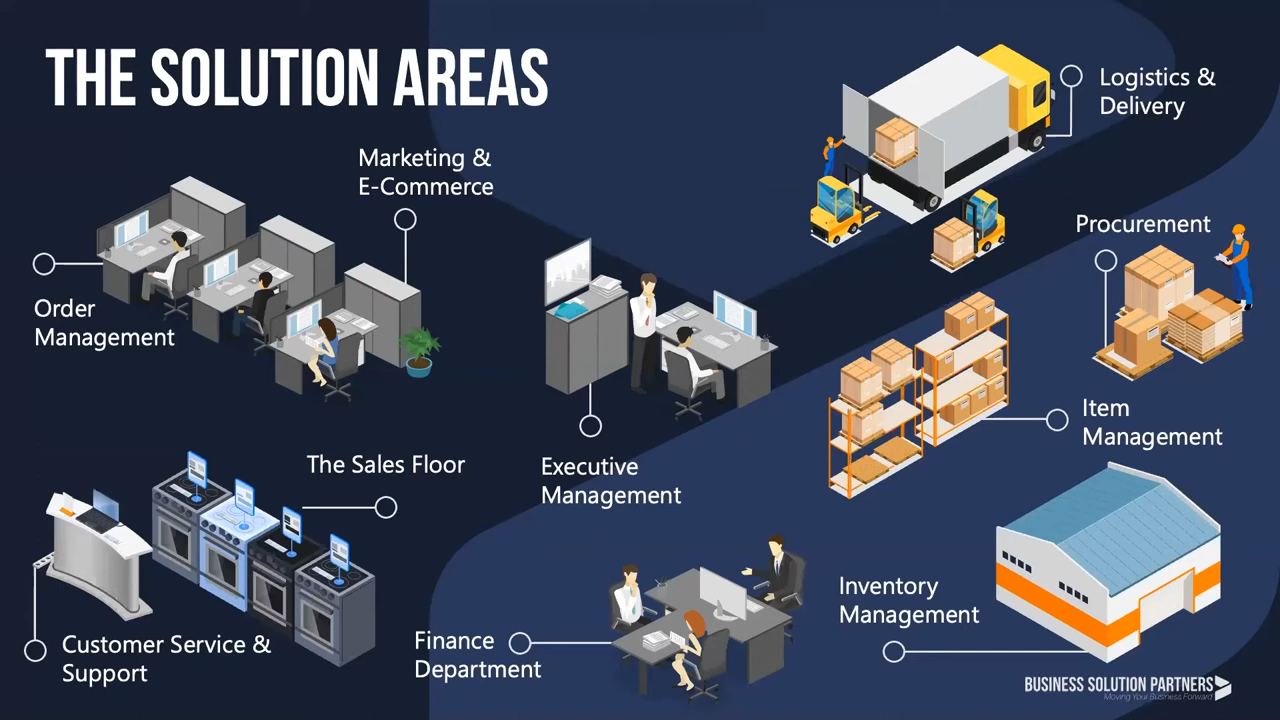 THE SOLUTION AREAS
Logistics &
Delivery
Marketing &
E-Commerce
Procurement
Order
Management
Item
Management
The Sales Floor
Executive
Management
Inventory
Management
Customer Service &
Support
Finance
Department
BUSINESS SOLUTION PARTNERS
Moving Your Business Forward